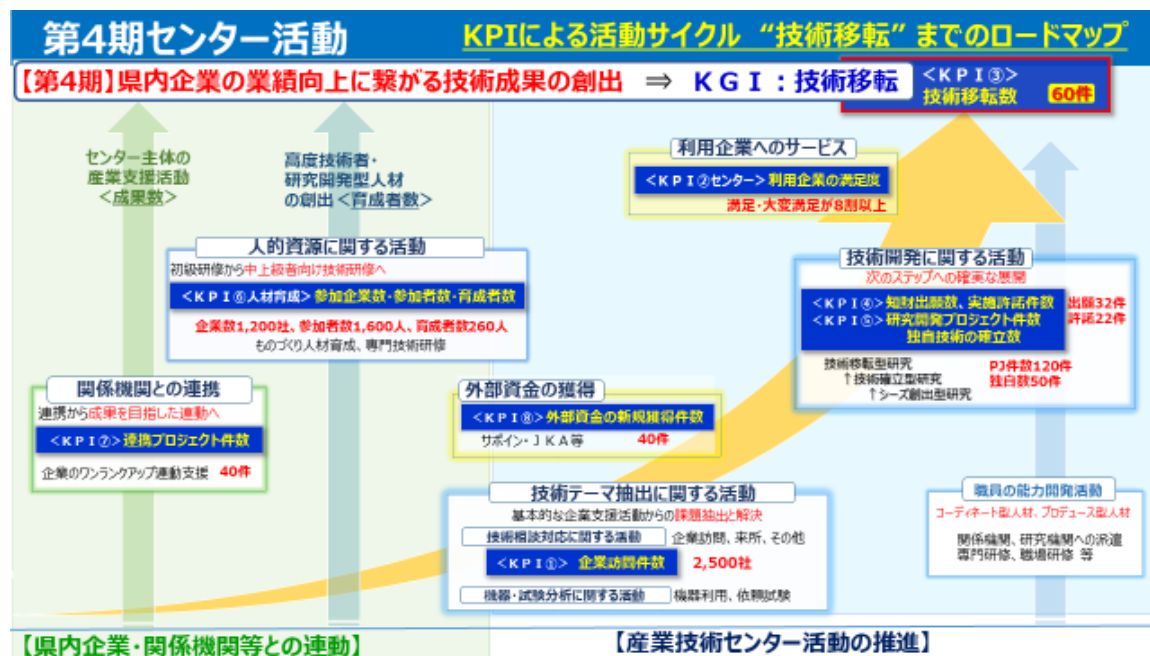 第4期センター活動
KPIによる活動サイクル “技術移転” までのロードマップ
【第4期】県内企業の業績向上に繋がる技術成果の創出 ⇒ KGI：技術移転
<KPI③>
技術移転数 60件
センター主体の
産業支援活動
<成果数>
高度技術者・
研究開発型人材
の創出<育成者数>
利用企業へのサービス
<KPI②センター>利用企業の満足度
満足・大変満足が8割以上
人的資源に関する活動
初級研修から中上級者向け技術研修へ
<KPI⑥人材育成>参加企業数・参加者数・育成者数
企業数1,200社、参加者数1,600人、育成者数260人
ものづくり人材育成、専門技術研修
技術開発に関する活動
次のステップへの確実な展開
<KPI④>知財出願数、実施許諾件数 出願32件
<KPI⑤>研究開発プロジェクト件数 許諾22件
独自技術の確立数
技術移転型研究 PJ件数120件
↑技術確立型研究 独自数50件
↑シーズ創出型研究
関係機関との連携
連携から成果を目指した連動へ
<KPI⑦>連携プロジェクト件数
企業のワンランクアップ連動支援 40件
外部資金の獲得
<KPI⑧>外部資金の新規獲得件数
サポイン・JKA等 40件
技術テーマ抽出に関する活動
基本的な企業支援活動からの課題抽出と解決
技術相談対応に関する活動 企業訪問、来所、その他
<KPI①> 企業訪問件数 2,500社
機器・試験分析に関する活動 機器利用、依頼試験
職員の能力開発活動
コーディネート型人材、プロデュース型人材
関係機関、研究機関への派遣
専門研修、職場研修 等
【県内企業・関係機関等との連動】
【産業技術センター活動の推進】